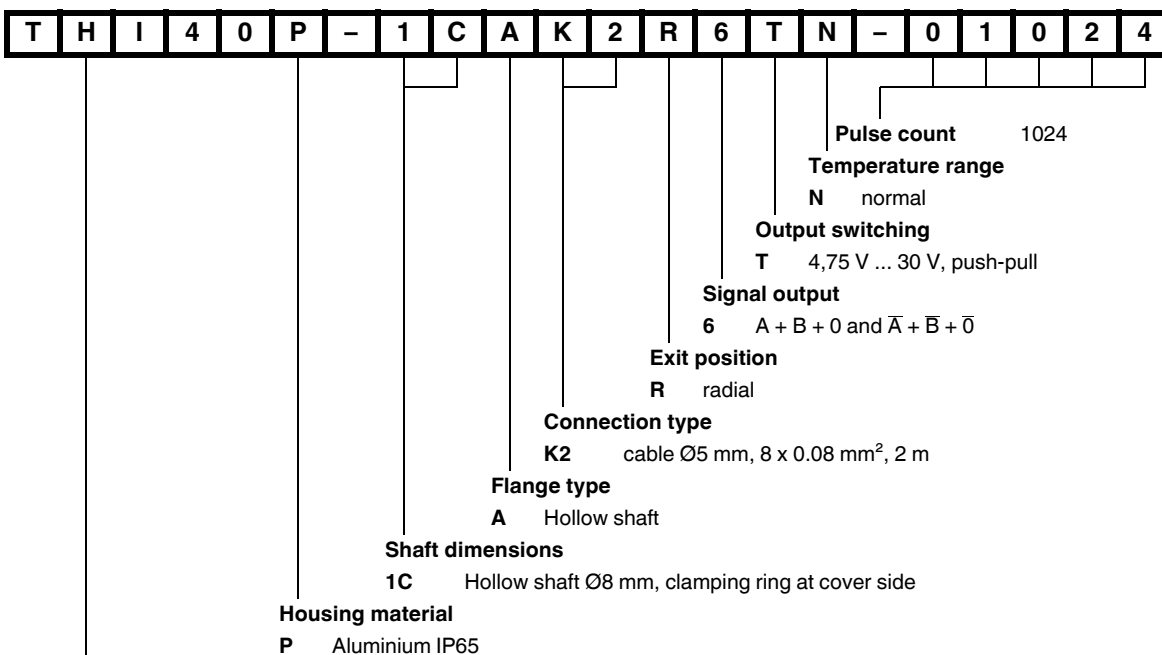 T H I 4 0 P – 1 C A K 2 R 6 T N – 0 1 0 2 4
Pulse count 1024
Temperature range
N normal
Output switching
T 4,75 V ... 30 V, push-pull
Signal output
6 A + B + 0 and A̅ + B̅ + 0̅
Exit position
R radial
Connection type
K2 cable Ø5 mm, 8 x 0.08 mm², 2 m
Flange type
A Hollow shaft
Shaft dimensions
1C Hollow shaft Ø8 mm, clamping ring at cover side
Housing material
P Aluminium IP65